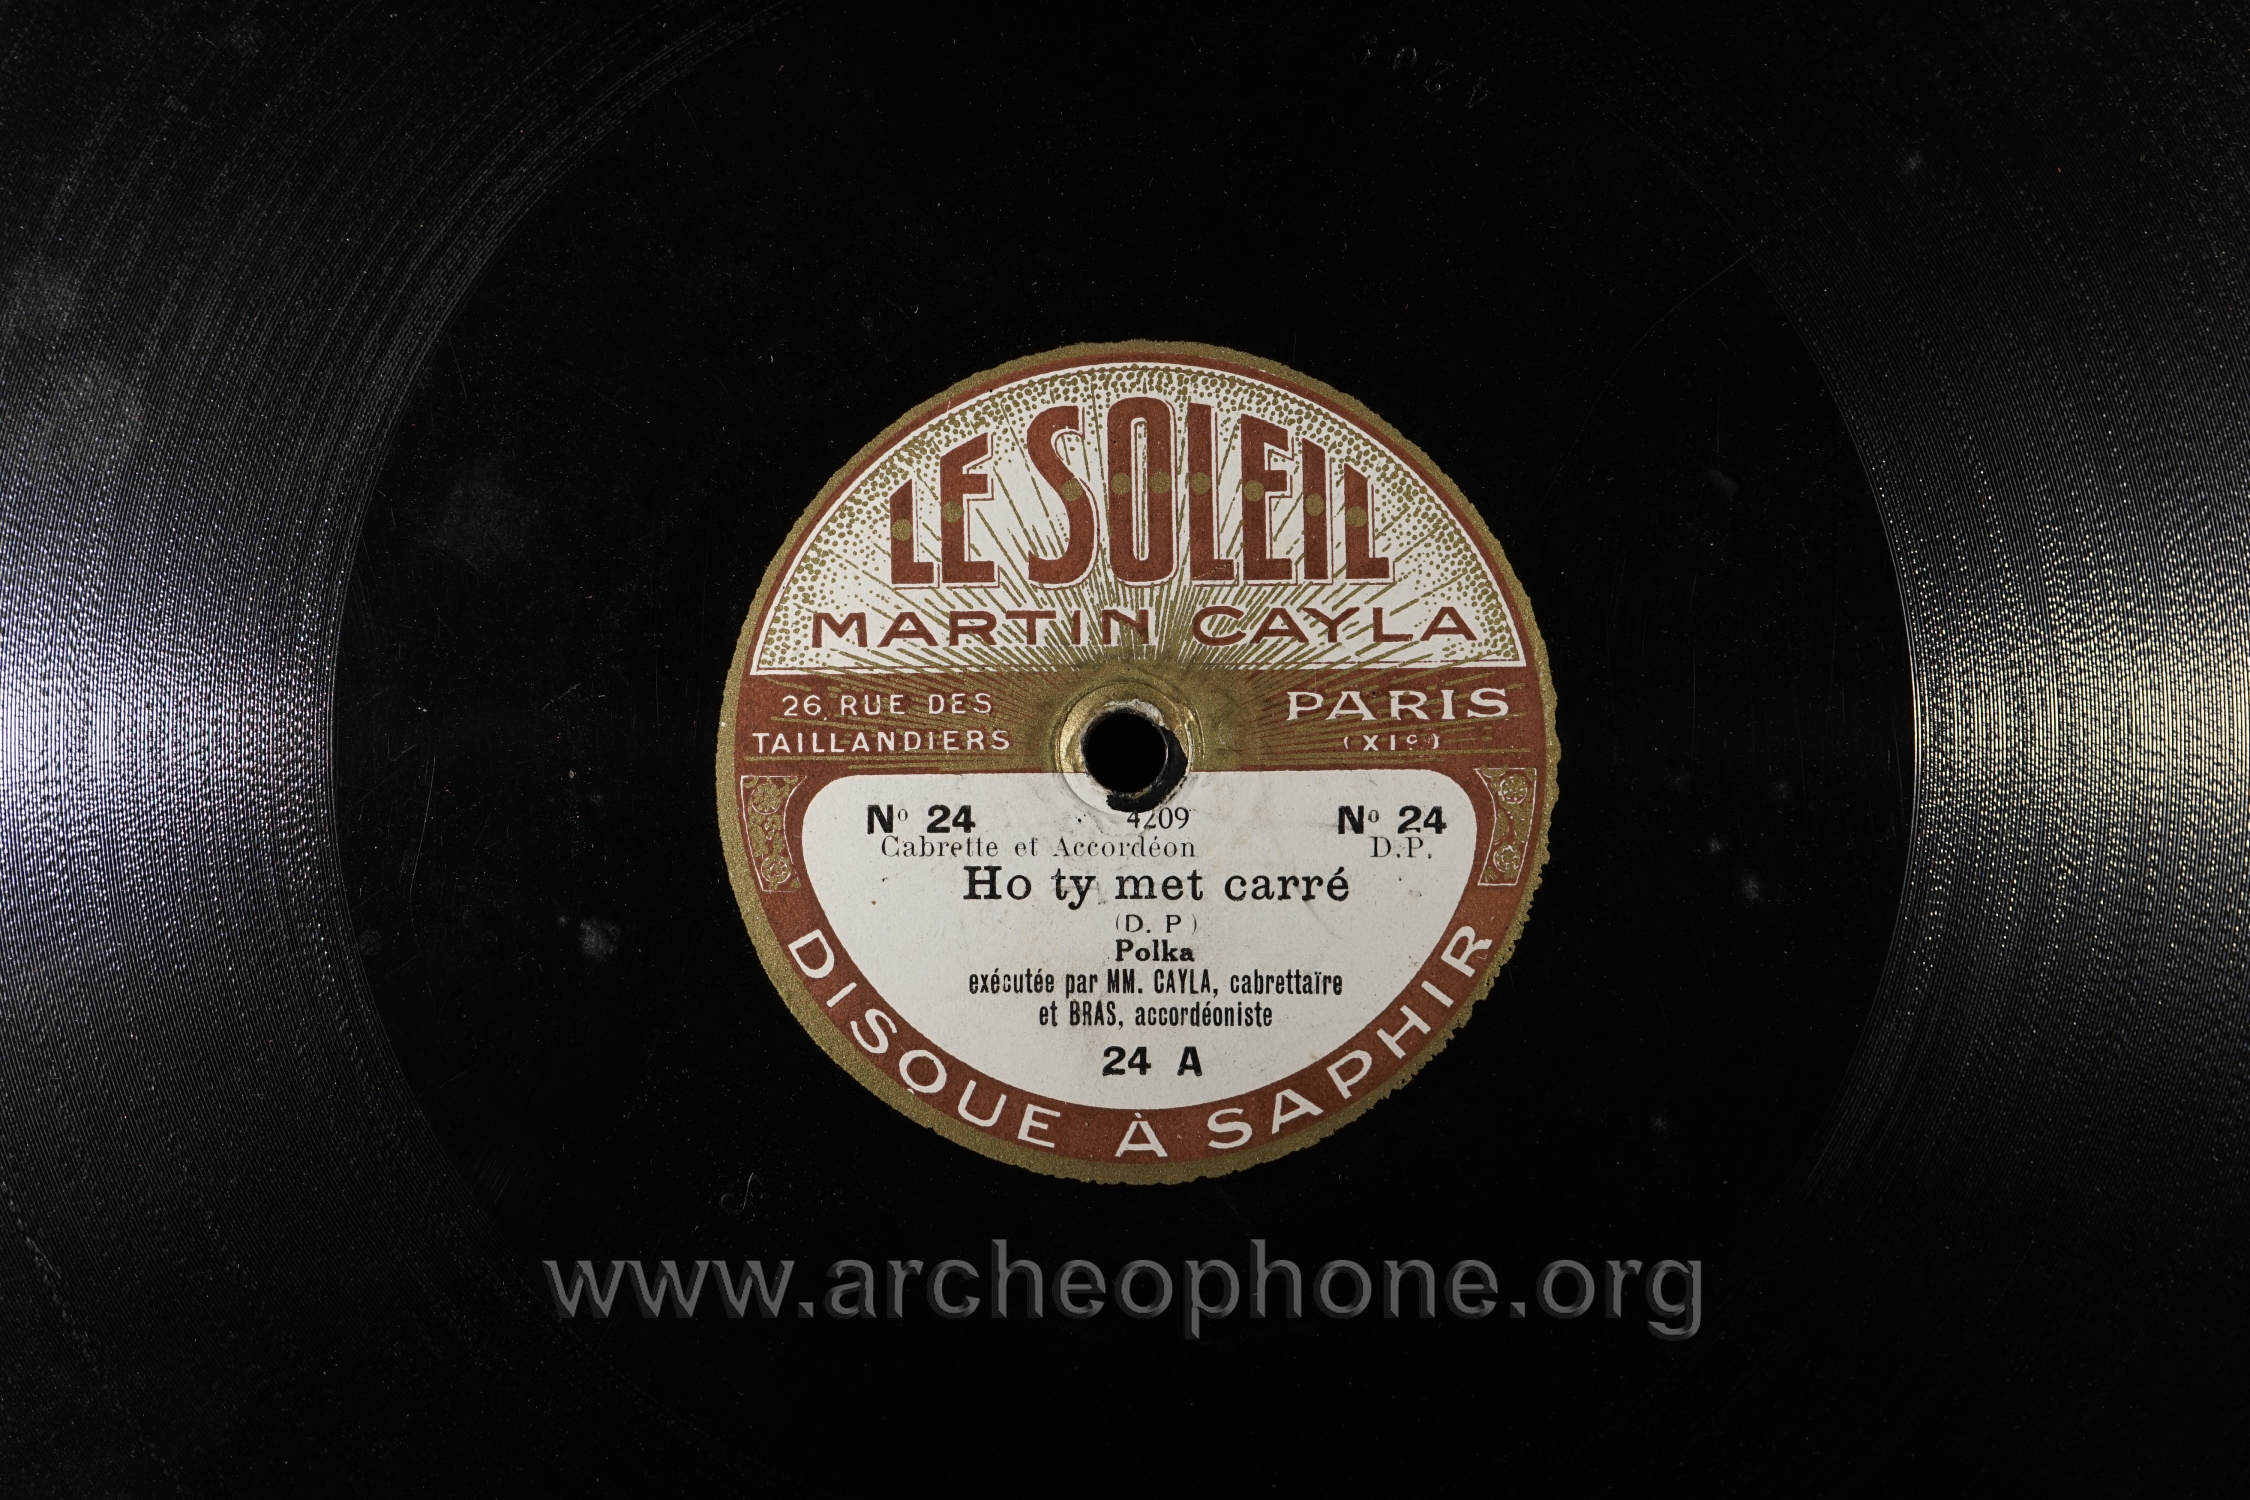 LE SOLEIL
MARTIN CAYLA
26, RUE DES
TAILLANDIERS
PARIS
(XIe)
No 24
4209
No 24
Cabrette et Accordéon
D.P.
Ho ty met carré
(D. P)
Polka
exécutée par MM. CAYLA, cabrettaïre
et BRAS, accordéoniste
24 A
DISQUE À SAPHIR
www.archeophone.org